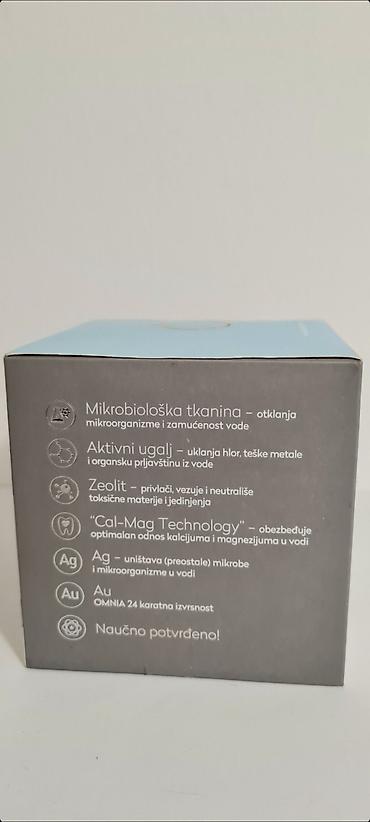 Mikrobiološka tkanina – otklanja
mikroorganizme i zamućenost vode
Aktivni ugalj – uklanja hlor, teške metale
i organsku prljavštinu iz vode
Zeolit – privlači, vezuje i neutrališe
toksične materije i jedinjenja
"Cal-Mag Technology" – obezbeđuje
optimalan odnos kalcijuma i magnezijuma u vodi
Ag Ag – uništava (preostale) mikrobe
i mikroorganizme u vodi
Au Au
OMNIA 24 karatna izvrsnost
Naučno potvrđeno!